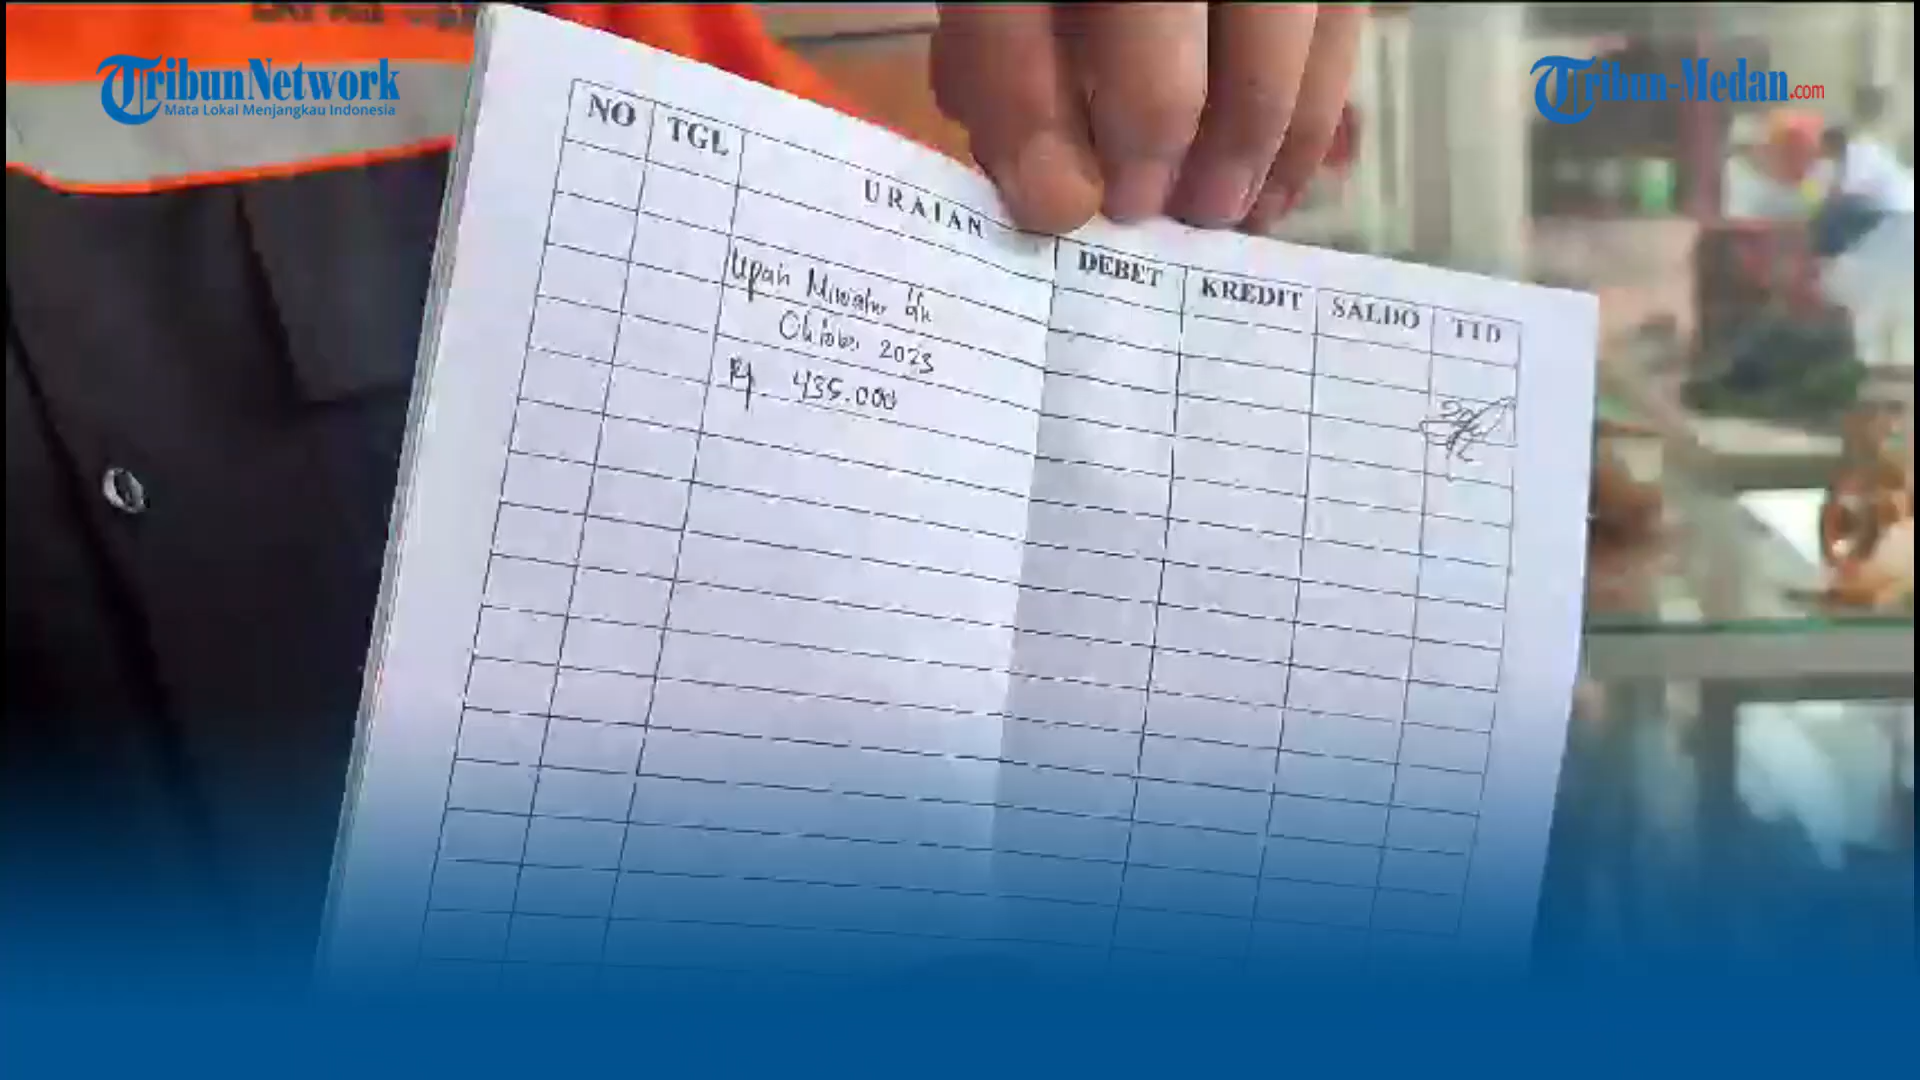 TribunNetwork
Mata Lokal Menjangkau Indonesia
Tribun-Medan.com
NO TGL URAIAN DEBET KREDIT SALDO TTD
Upah
Oktober 2023
Rp. 435.000